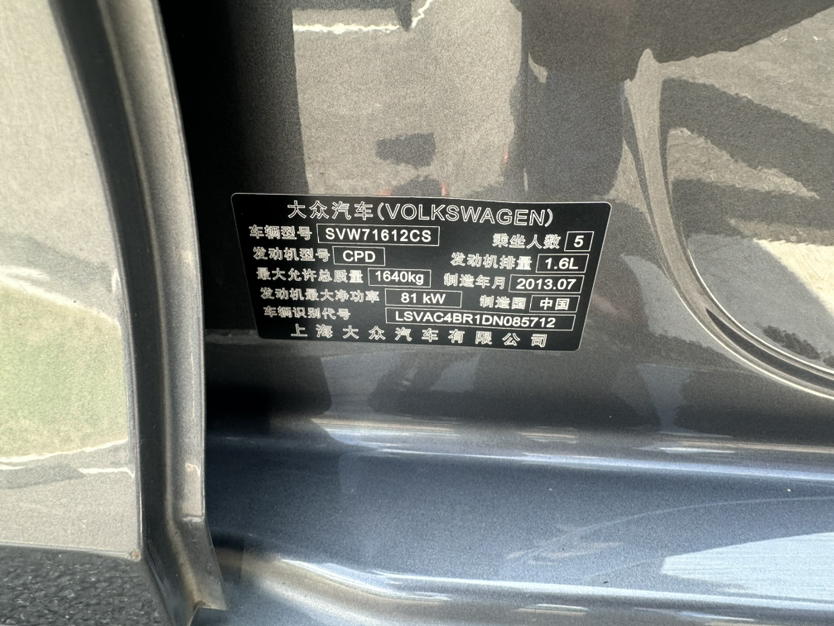 大众汽车(VOLKSWAGEN)
车辆型号 SVW71612CS 乘坐人数 5
发动机型号 CPD 发动机排量 1.6L
最大允许总质量 1640kg 制造年月 2013.07
发动机最大净功率 81 kW 制造国 中国
车辆识别代号 LSVAC4BR1DN085712
上海大众汽车有限公司